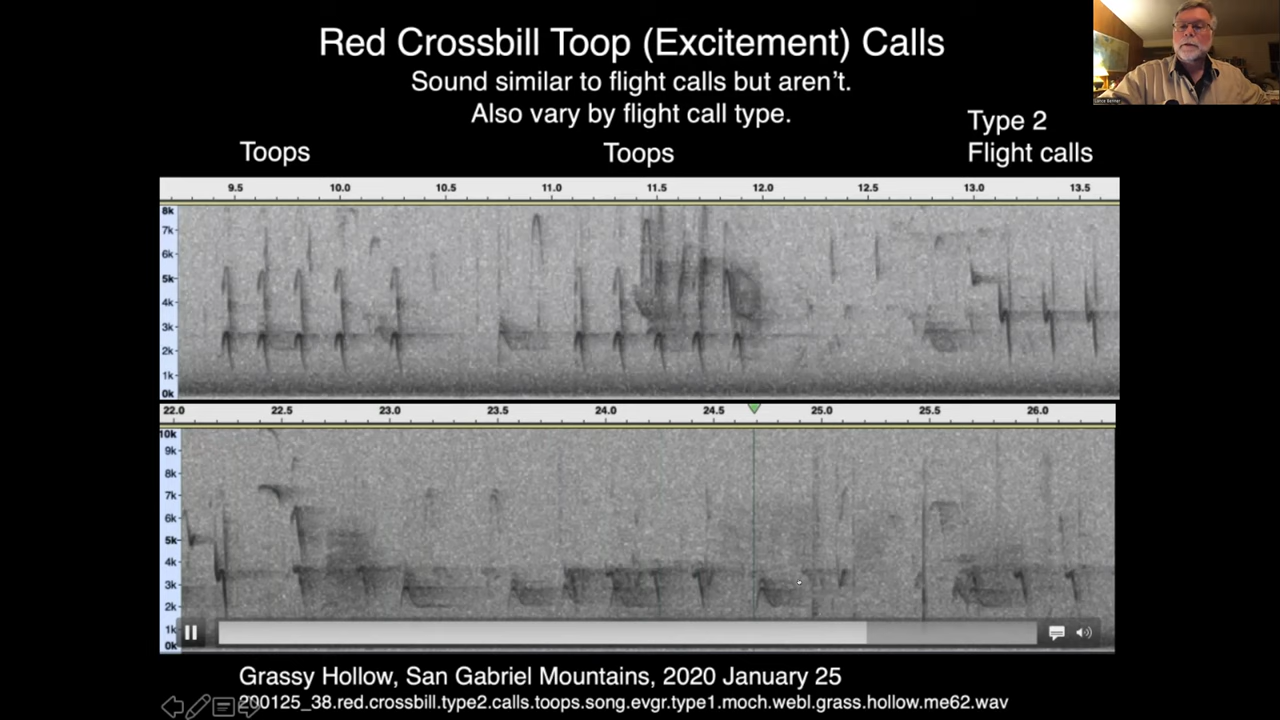 Red Crossbill Toop (Excitement) Calls
Sound similar to flight calls but aren't.
Also vary by flight call type.
Type 2
Flight calls
Toops
Toops
9.5 10.0 10.5 11.0 11.5 12.0 12.5 13.0 13.5
8k
7k
6k
5k
4k
3k
2k
1k
0k
22.0 22.5 23.0 23.5 24.0 24.5 25.0 25.5 26.0
10k
9k
8k
7k
6k
5k
4k
3k
2k
1k
0k
Grassy Hollow, San Gabriel Mountains, 2020 January 25
200125_38.red.crossbill.type2.calls.toops.song.evgr.type1.moch.webl.grass.hollow.me62.wav